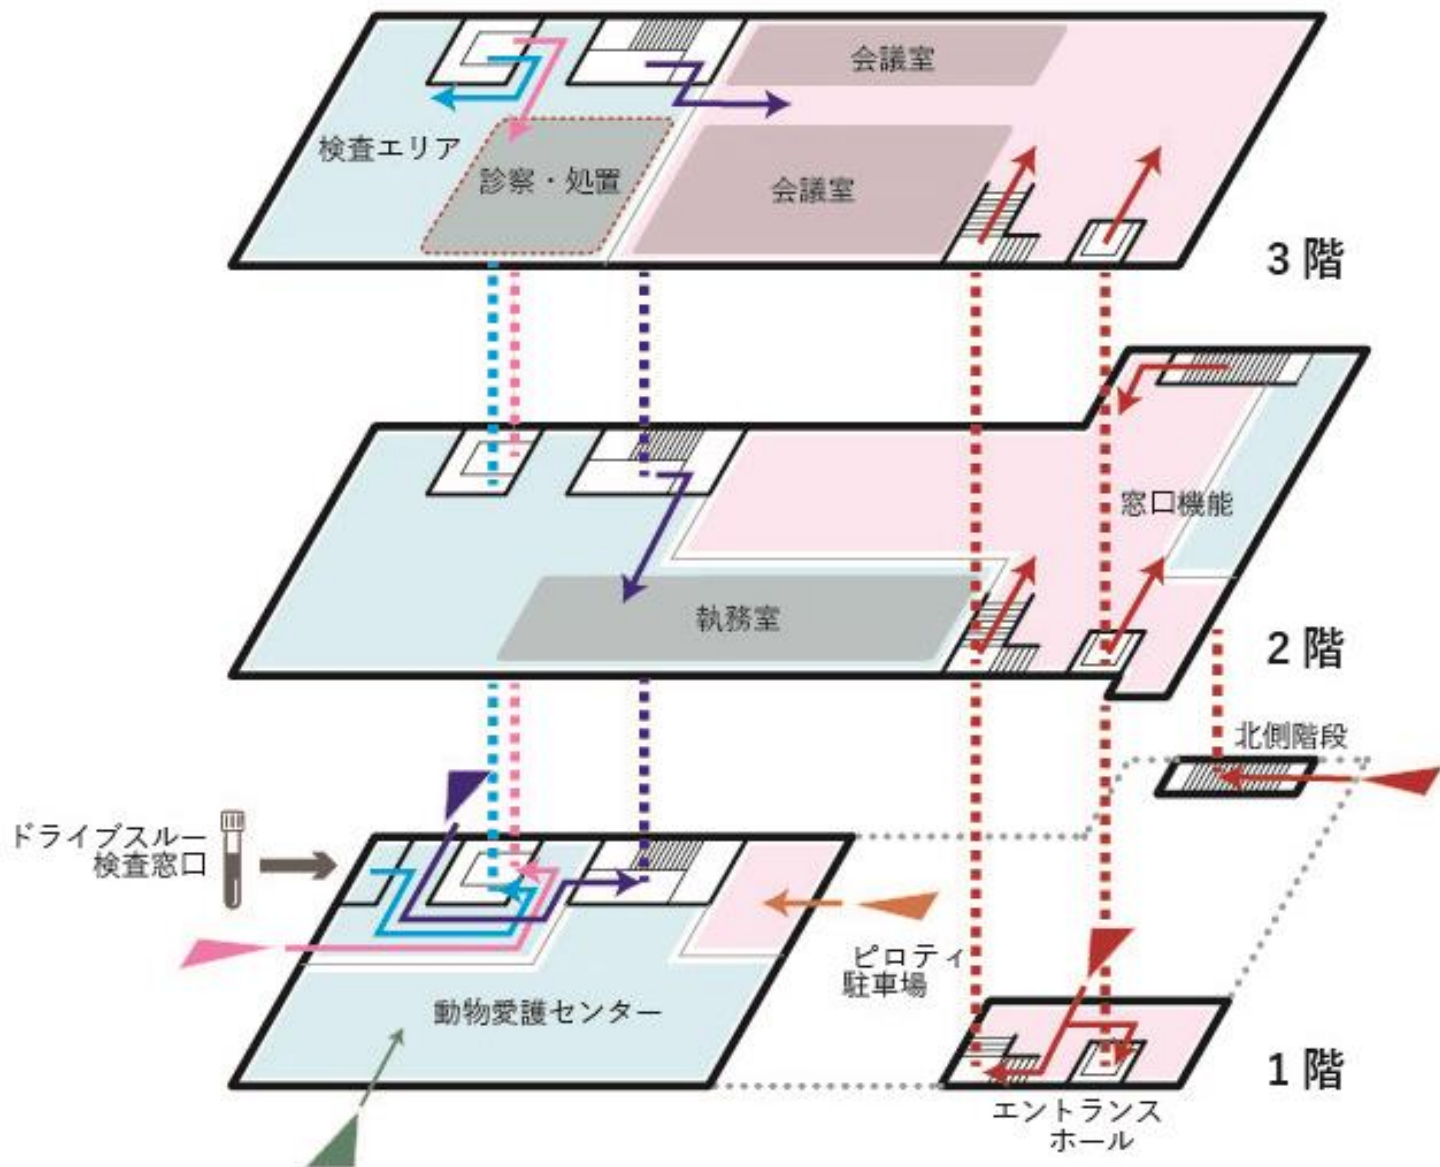 会議室
検査エリア
診察・処置
会議室
3階
窓口機能
執務室
2階
北側階段
ドライブスルー
検査窓口
ピロティ
駐車場
動物愛護センター
1階
エントランス
ホール